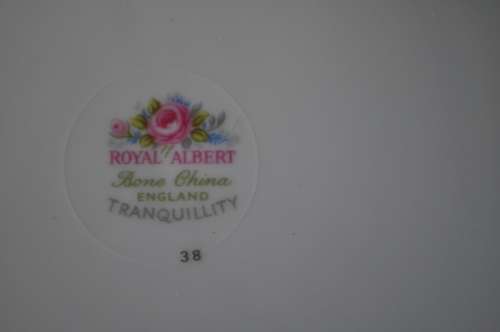 ROYAL ALBERT
Bone China
ENGLAND
TRANQUILLITY
38